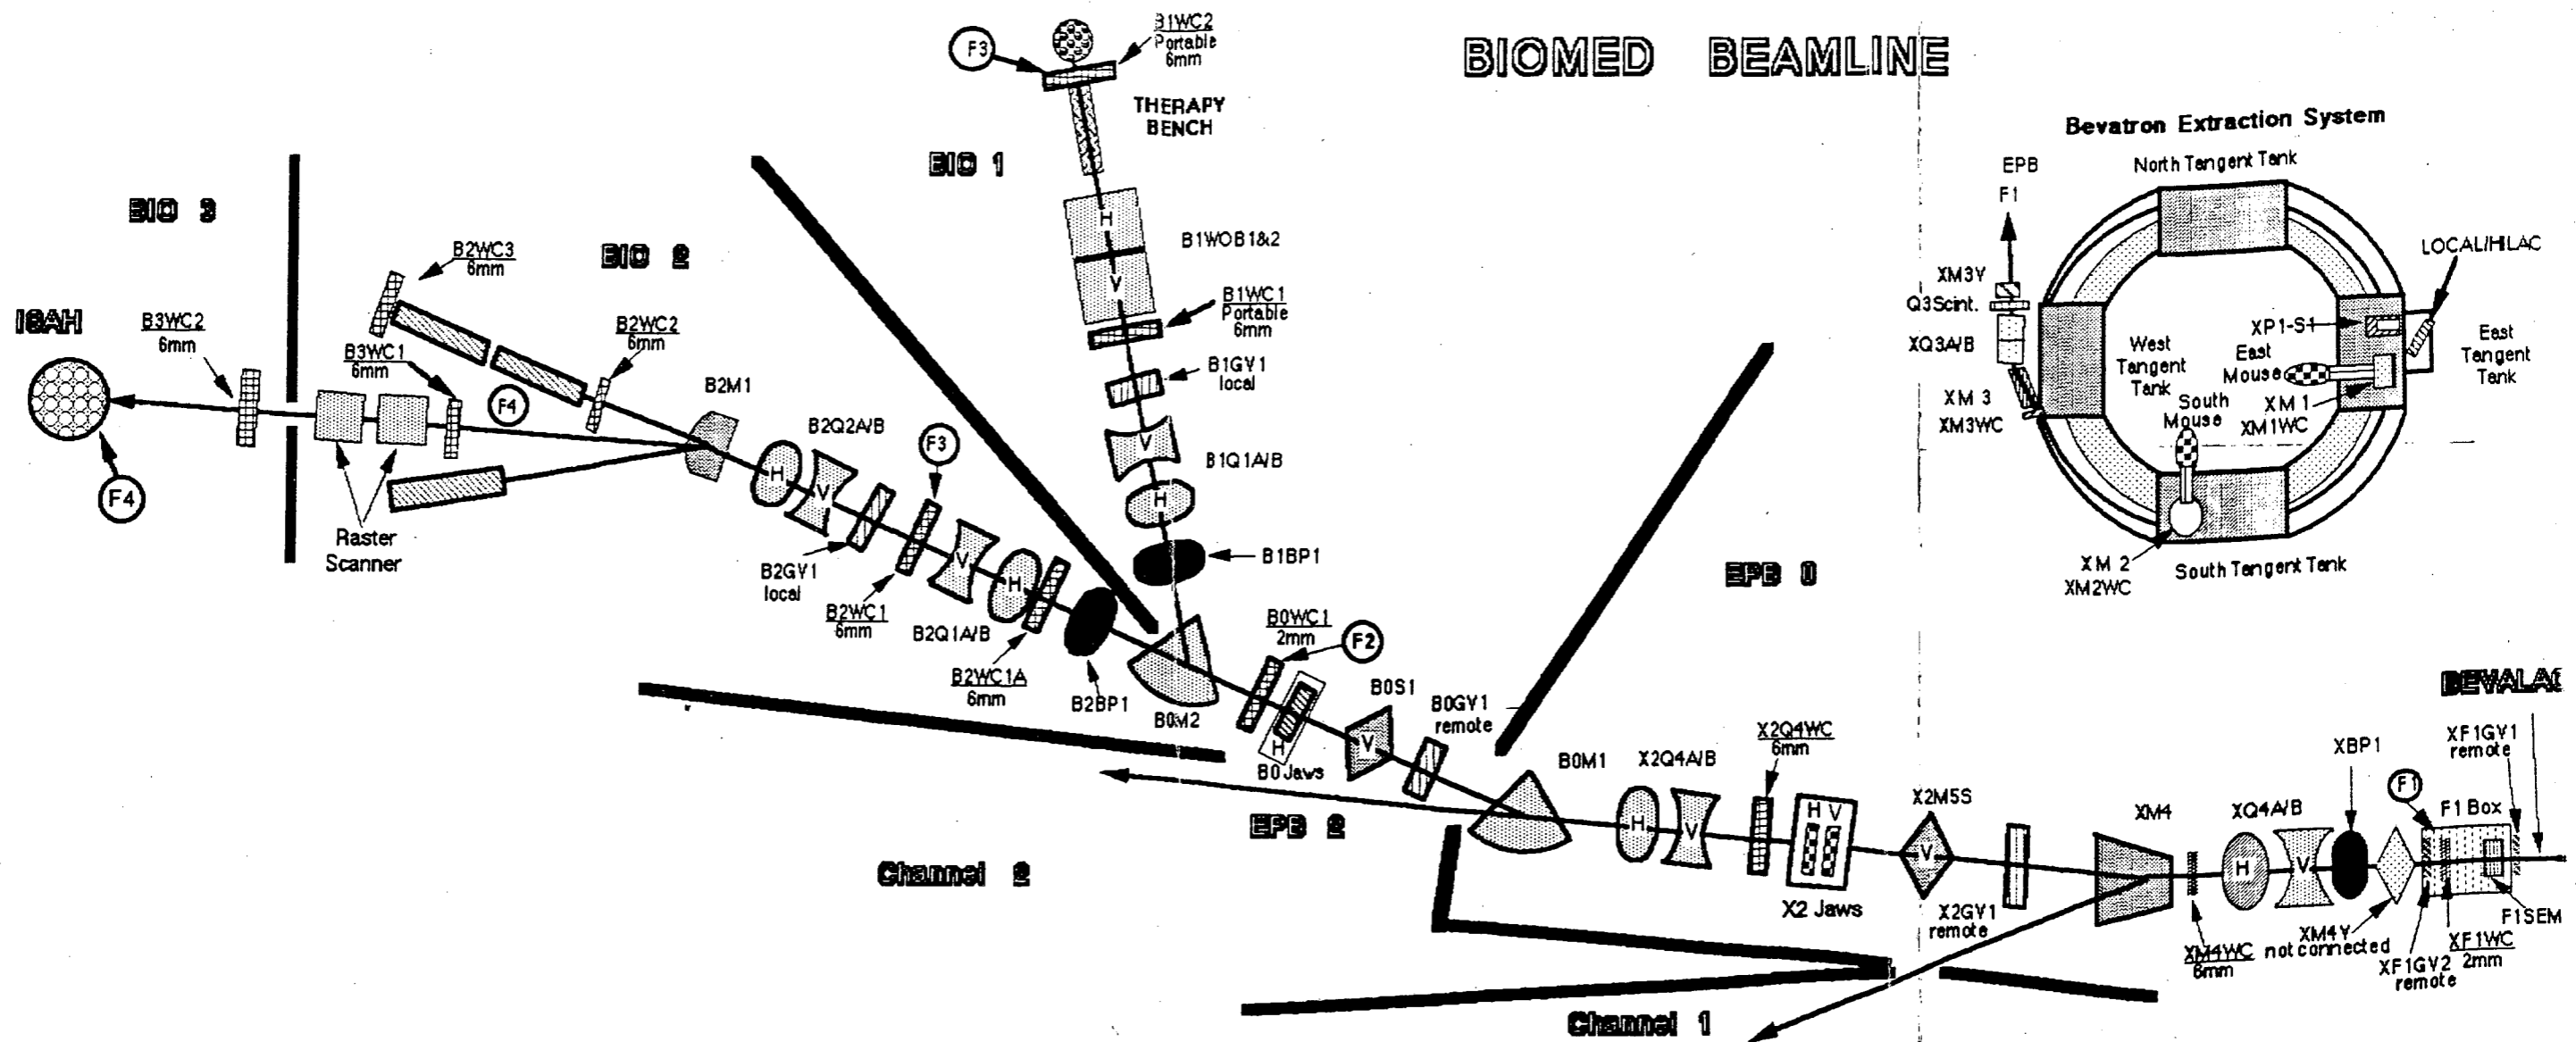 BIOMED BEAMLINE
B1WC2
Portable
6mm
F3
THERAPY
BENCH
BIO 1
H
V
B1WOB1&2
B1WC1
Portable
6mm
B1GV1
local
V
B1Q1A/B
H
B1BP1
BIO 3
BIO 2
B2WC3
6mm
ISAH
B3WC2
6mm
B3WC1
6mm
B2WC2
6mm
F4
F4
B2M1
Raster
Scanner
B2Q2A/B
H
V
F3
B2GV1
local
B2WC1
6mm
V
H
B2Q1A/B
B2WC1A
6mm
B2BP1
B0M2
B0WC1
2mm
F2
H
B0 Jaws
B0S1
V
B0GV1
remote
EPB 0
B0M1
EPB 2
Channel 2
X2Q4A/B
H
V
X2Q4WC
6mm
H V
X2 Jaws
X2M5S
V
X2GV1
remote
Channel 1
XM4
XM4WC
6mm
XQ4A/B
H
V
XBP1
XM4Y
not connected
F1
F1 Box
XF1GV1
remote
BEVALAC
F1SEM
XF1WC
2mm
XF1GV2
remote
Bevatron Extraction System
EPB
F1
North Tangent Tank
LOCAL/HILAC
XM3Y
Q3Scint.
XQ3A/B
XM 3
XM3WC
West
Tangent
Tank
XP1-S1
East
Mouse
East
Tangent
Tank
South
Mouse
XM 1
XM1WC
XM 2
XM2WC
South Tangent Tank